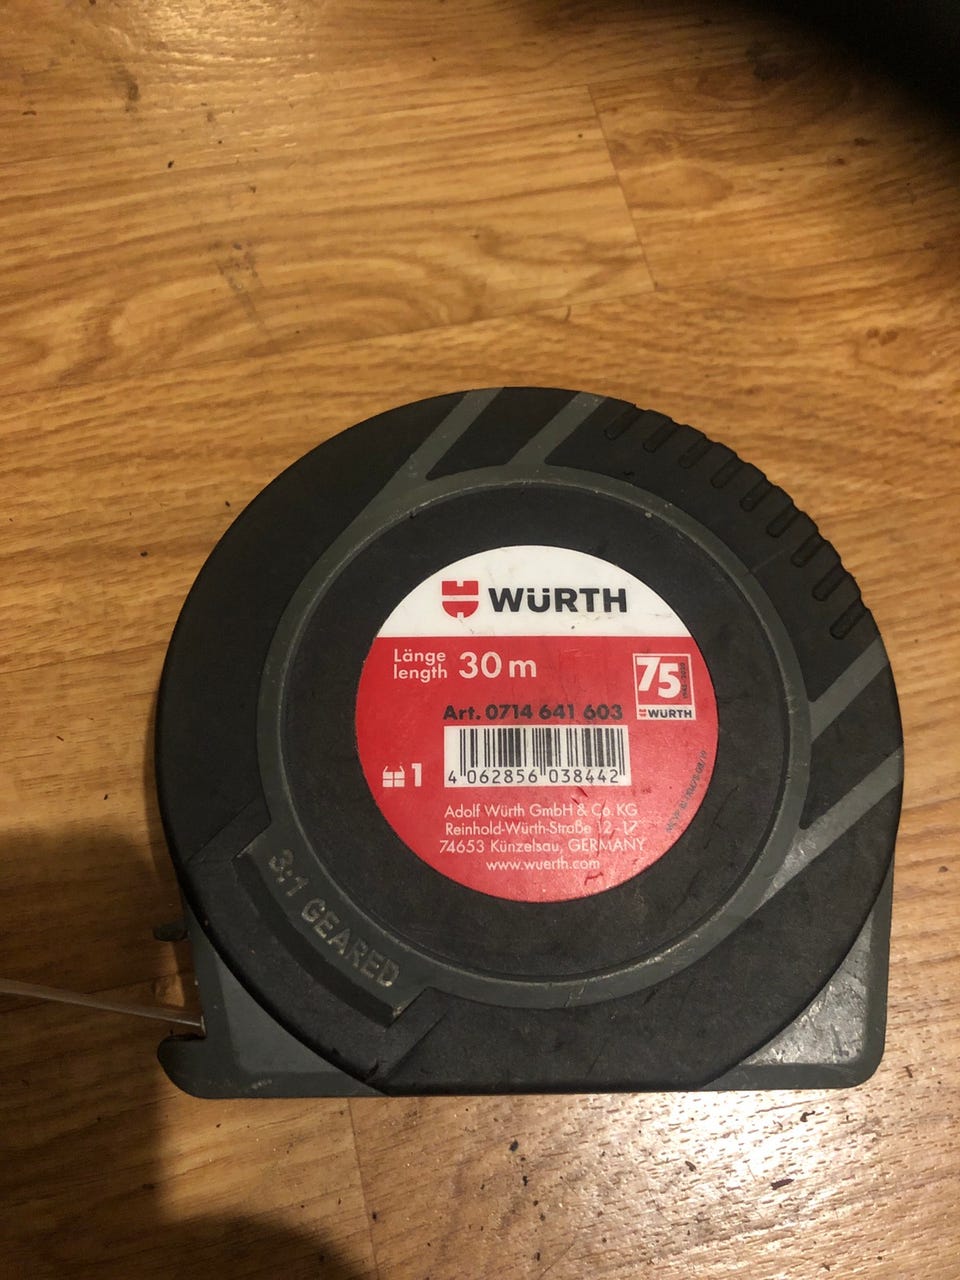 WÜRTH
Länge
length
30 m
75
WÜRTH
Art. 0714 641 603
4 062856 038442
1
Adolf Würth GmbH & Co. KG
Reinhold-Würth-Straße 12 - 17
74653 Künzelsau, GERMANY
www.wuerth.com
3:1 GEARED